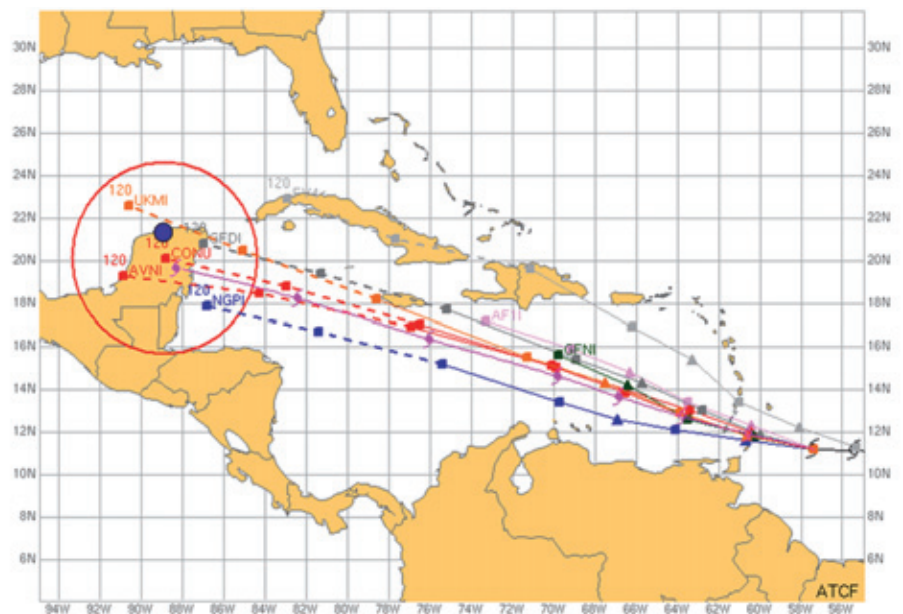 30N 30N
28N 28N
26N 26N
24N 24N
120
120 UKMI
22N 22N
120 GFDI
120 CONU
20N 20N
120 AVNI
120 NGPI
18N 18N
AF1I
16N GFNI 16N
14N 14N
12N 12N
10N 10N
8N 8N
6N 6N
ATCF
94W 92W 90W 88W 86W 84W 82W 80W 78W 76W 74W 72W 70W 68W 66W 64W 62W 60W 58W 56W